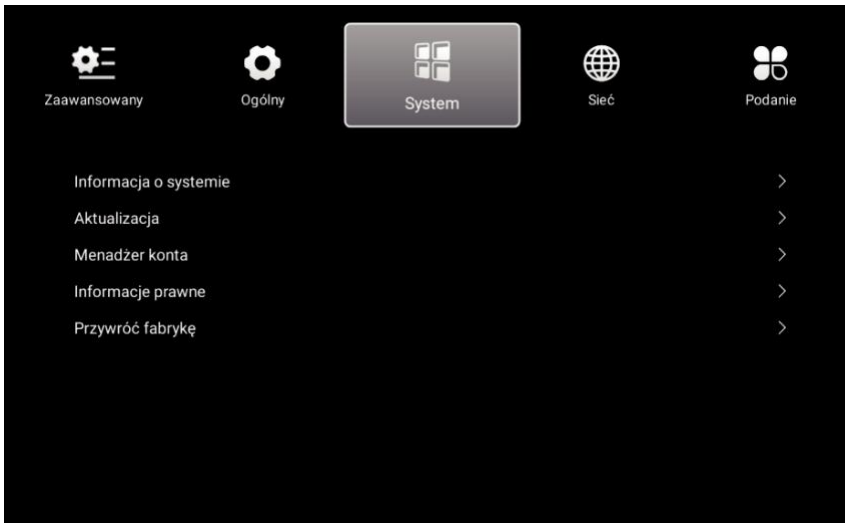 Zaawansowany
Ogólny
System
Sieć
Podanie
Informacja o systemie
Aktualizacja
Menadżer konta
Informacje prawne
Przywróć fabrykę